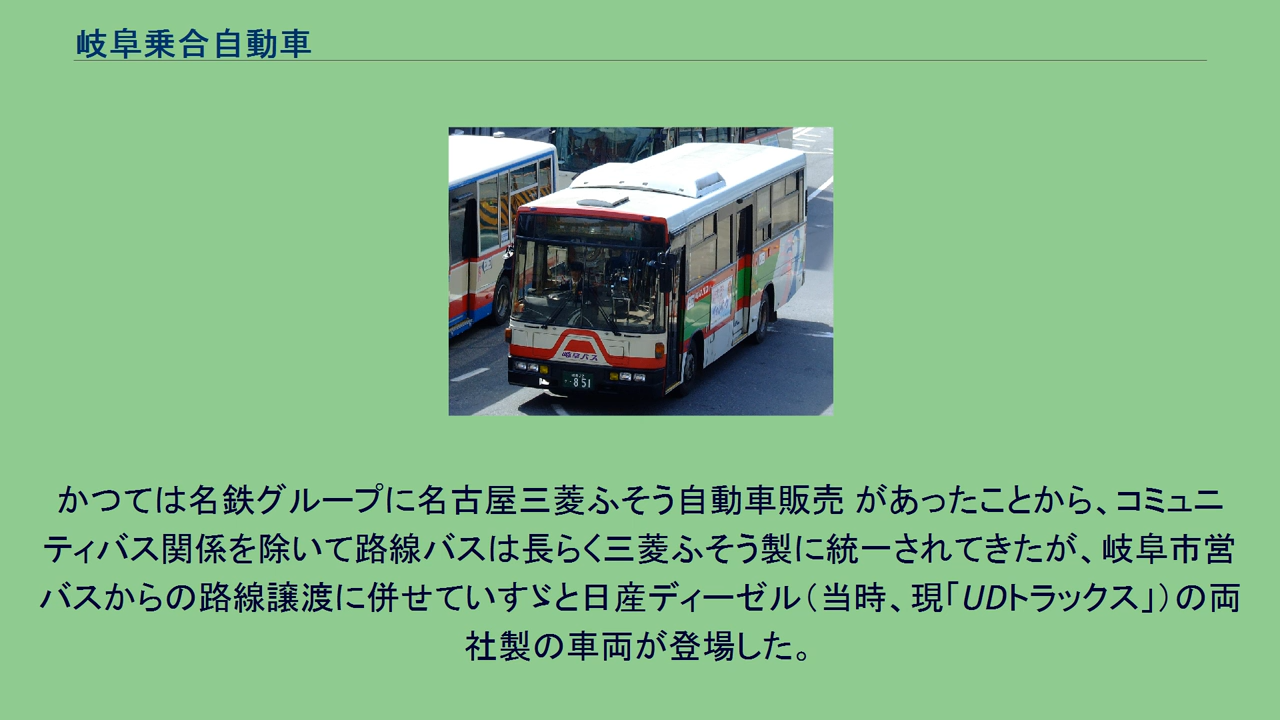 岐阜乗合自動車
岐阜バス
851
かつては名鉄グループに名古屋三菱ふそう自動車販売 があったことから、コミュニ
ティバス関係を除いて路線バスは長らく三菱ふそう製に統一されてきたが、岐阜市営
バスからの路線譲渡に併せていすゞと日産ディーゼル（当時、現「UDトラックス」）の両
社製の車両が登場した。